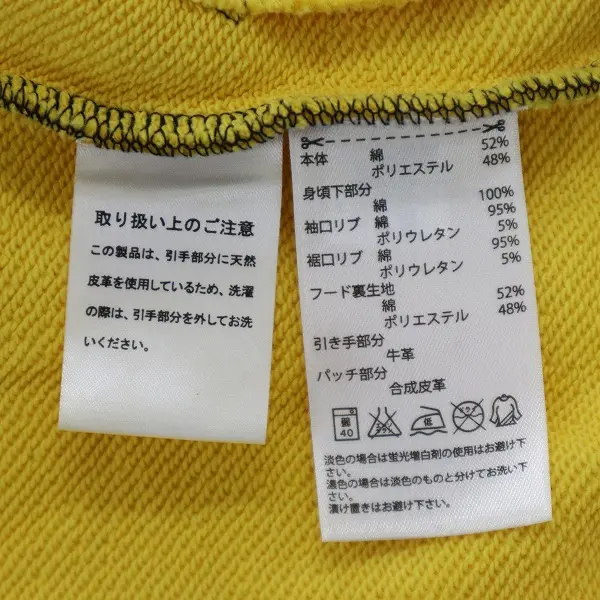 取り扱い上のご注意
この製品は、引手部分に天然
皮革を使用しているため、洗濯
の際は、引手部分を外してお洗
いください。
本体 綿 52%
ポリエステル 48%
身頃下部分
綿 100%
袖口リブ 綿 95%
ポリウレタン 5%
裾口リブ 綿 95%
ポリウレタン 5%
フード裏生地
綿 52%
ポリエステル 48%
引き手部分
牛革
パッチ部分
合成皮革
弱 40 エンソ サラシ 低 ドライ
淡色の場合は蛍光増白剤の使用はお避け下
さい。
濃色の場合は淡色のものと分けてお洗い下
さい。
漬け置きはお避け下さい。